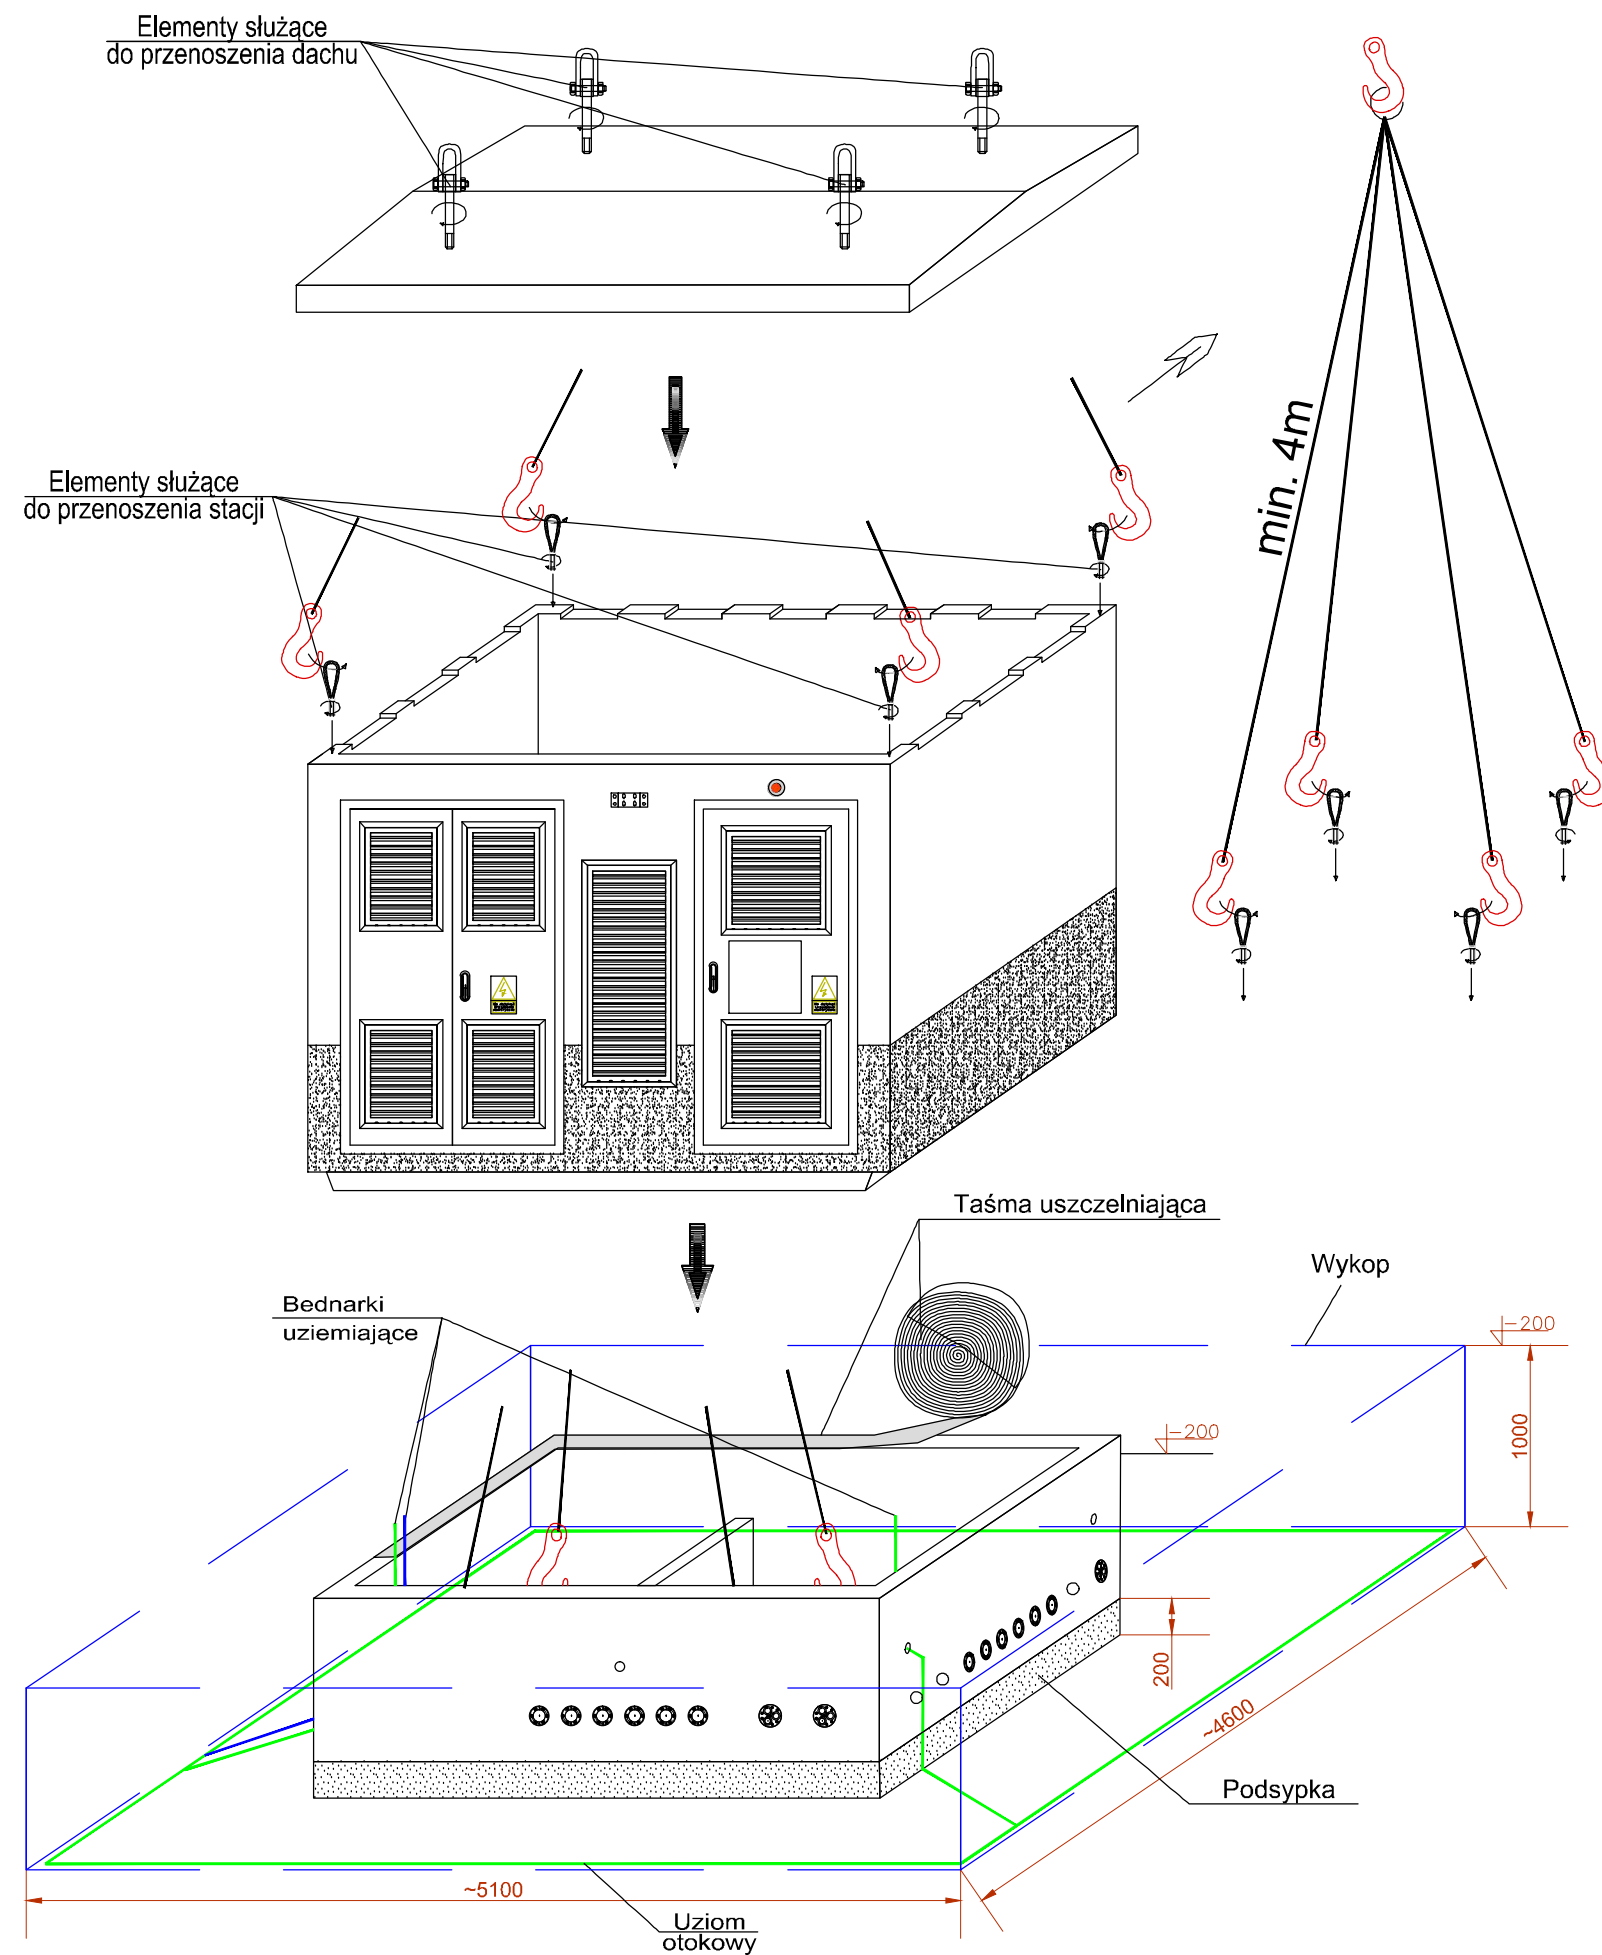 Elementy służące
do przenoszenia dachu
min. 4m
Elementy służące
do przenoszenia stacji
Taśma uszczelniająca
Wykop
Bednarki
uziemiające
-200
1000
-200
200
~4600
Podsypka
~5100
Uziom
otokowy